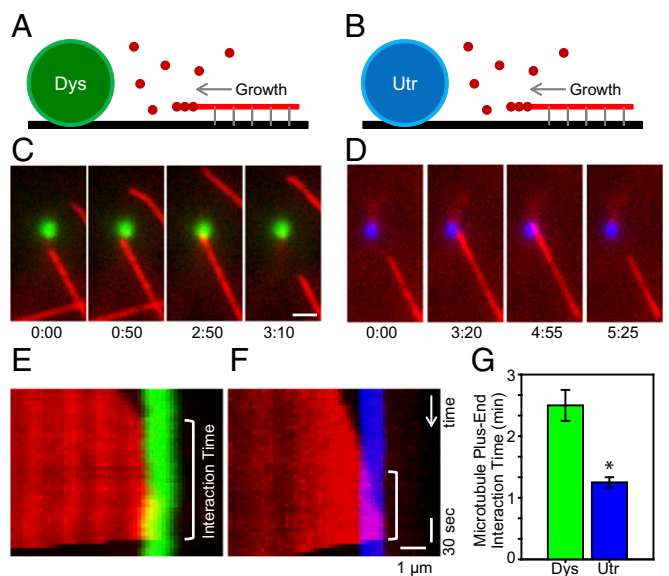 A
B
Dys
Growth
Utr
Growth
C
D
0:00 0:50 2:50 3:10
0:00 3:20 4:55 5:25
E
F
G
Interaction Time
time
30 sec
1 μm
Microtubule Plus-End
Interaction Time (min)
3
2
1
0
*
Dys Utr